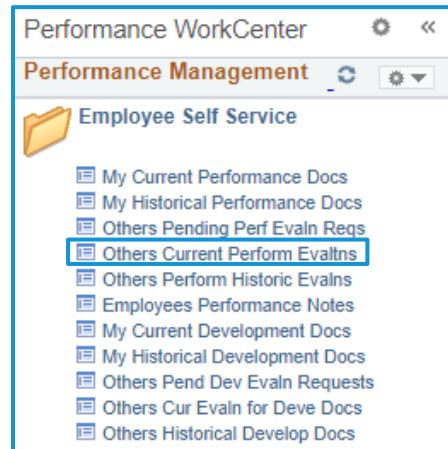 Performance WorkCenter
Performance Management
Employee Self Service
My Current Performance Docs
My Historical Performance Docs
Others Pending Perf Evaln Reqs
Others Current Perform Evaltns
Others Perform Historic Evalns
Employees Performance Notes
My Current Development Docs
My Historical Development Docs
Others Pend Dev Evaln Requests
Others Cur Evaln for Deve Docs
Others Historical Develop Docs